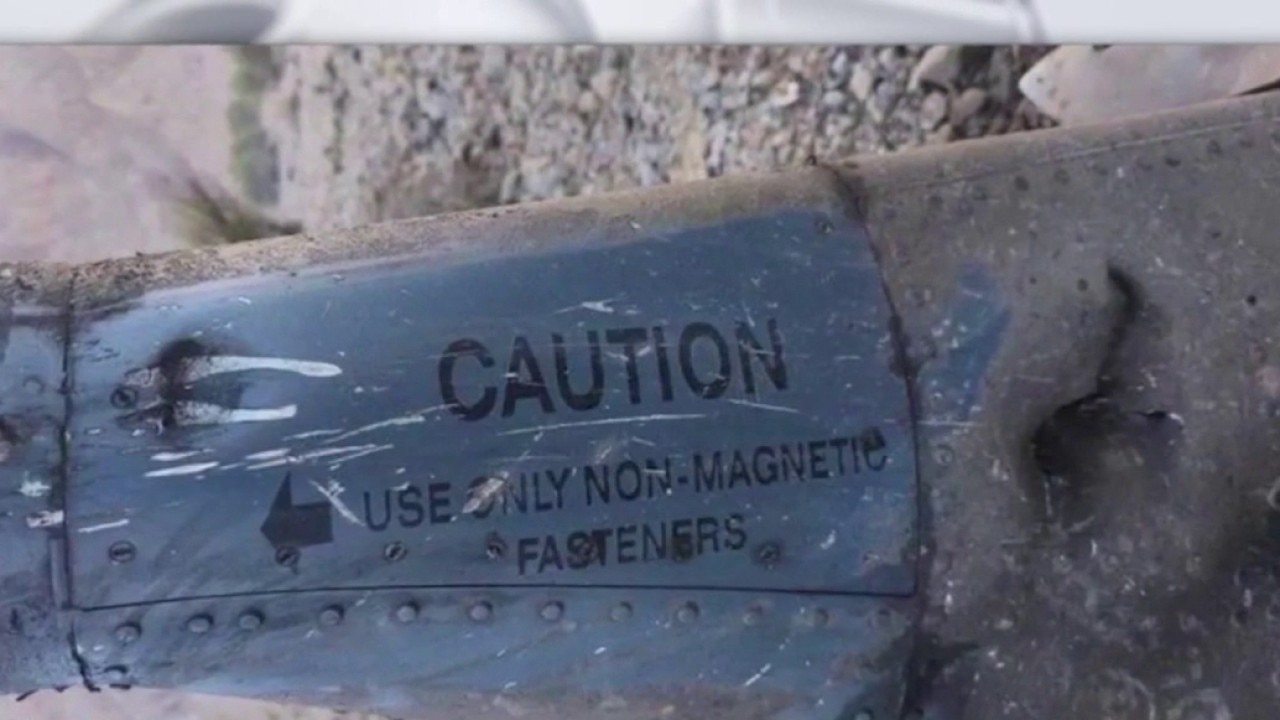 CAUTION
USE ONLY NON-MAGNETIC
FASTENERS